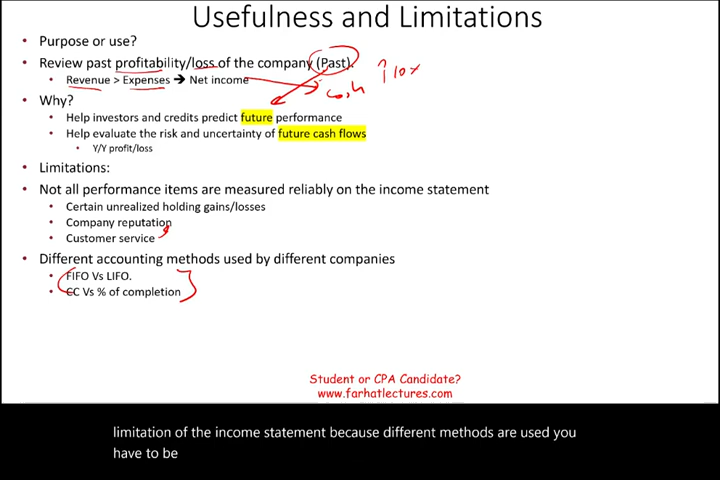 Usefulness and Limitations
• Purpose or use?
• Review past profitability/loss of the company (Past).
• Revenue > Expenses ➔ Net income
cash
↑10x
• Why?
• Help investors and credits predict future performance
• Help evaluate the risk and uncertainty of future cash flows
• Y/Y profit/loss
• Limitations:
• Not all performance items are measured reliably on the income statement
• Certain unrealized holding gains/losses
• Company reputation
• Customer service
• Different accounting methods used by different companies
• FIFO Vs LIFO.
• CC Vs % of completion
Student or CPA Candidate?
www.farhatlectures.com
limitation of the income statement because different methods are used you
have to be